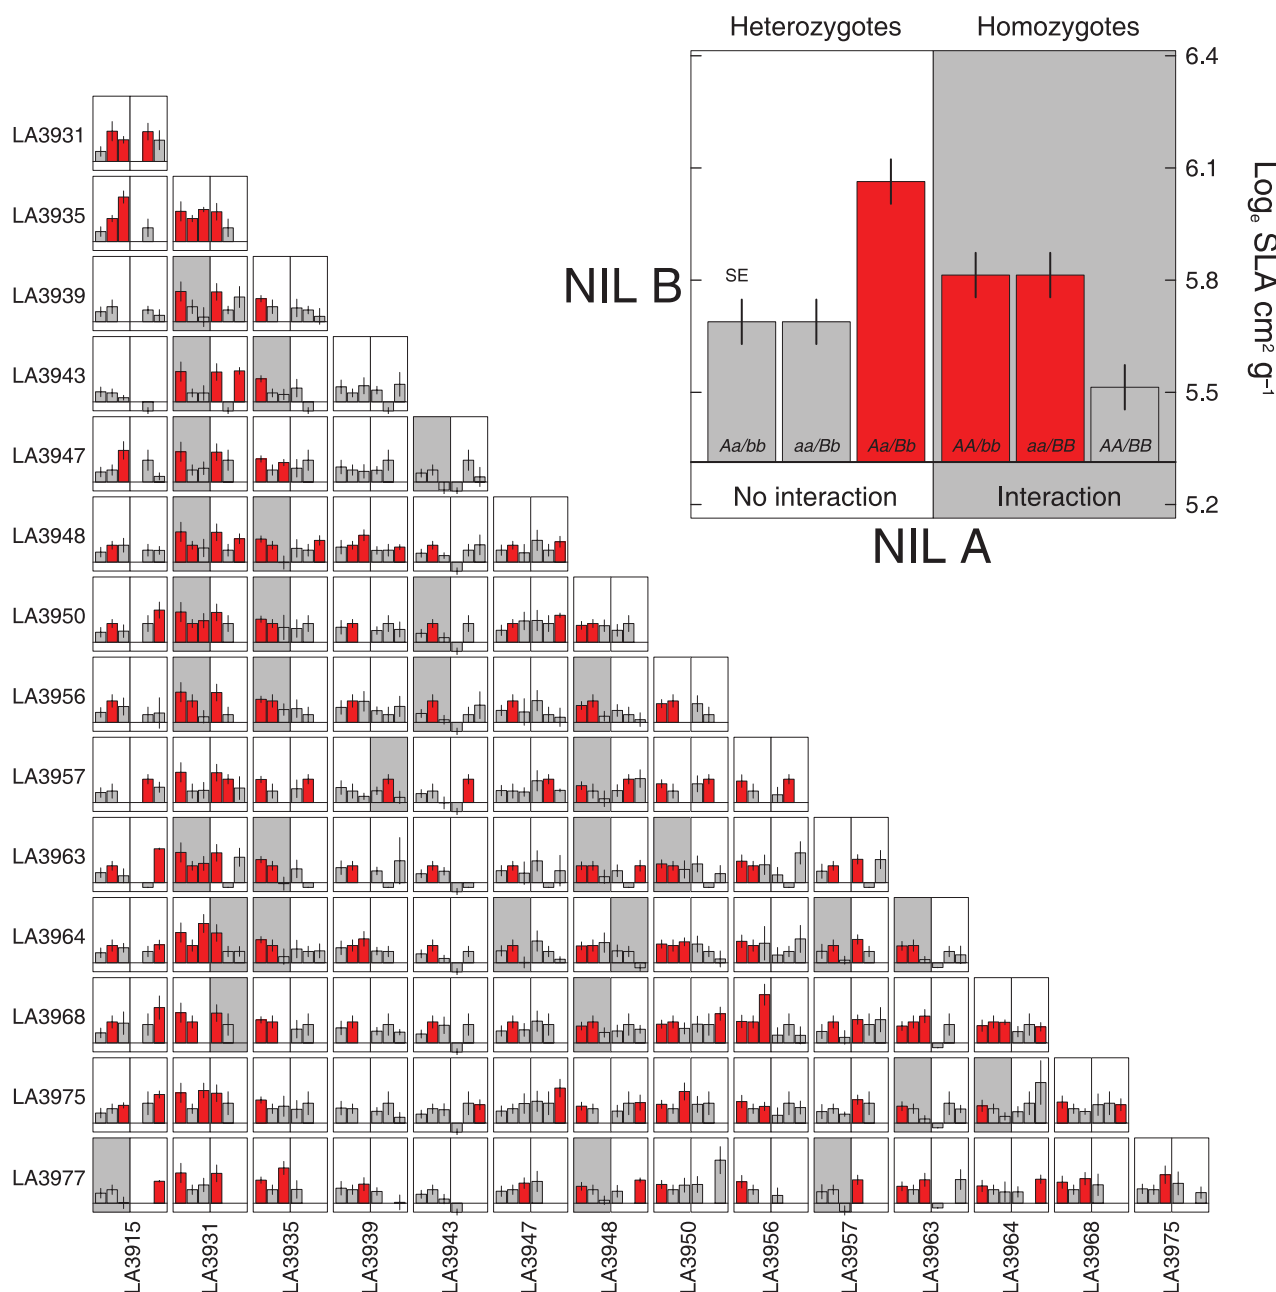 Heterozygotes Homozygotes
6.4
6.1
5.8
5.5
5.2
Logₑ SLA cm² g⁻¹
NIL B
SE
Aa/bb aa/Bb Aa/Bb AA/bb aa/BB AA/BB
No interaction Interaction
NIL A
LA3931
LA3935
LA3939
LA3943
LA3947
LA3948
LA3950
LA3956
LA3957
LA3963
LA3964
LA3968
LA3975
LA3977
LA3915 LA3931 LA3935 LA3939 LA3943 LA3947 LA3948 LA3950 LA3956 LA3957 LA3963 LA3964 LA3968 LA3975